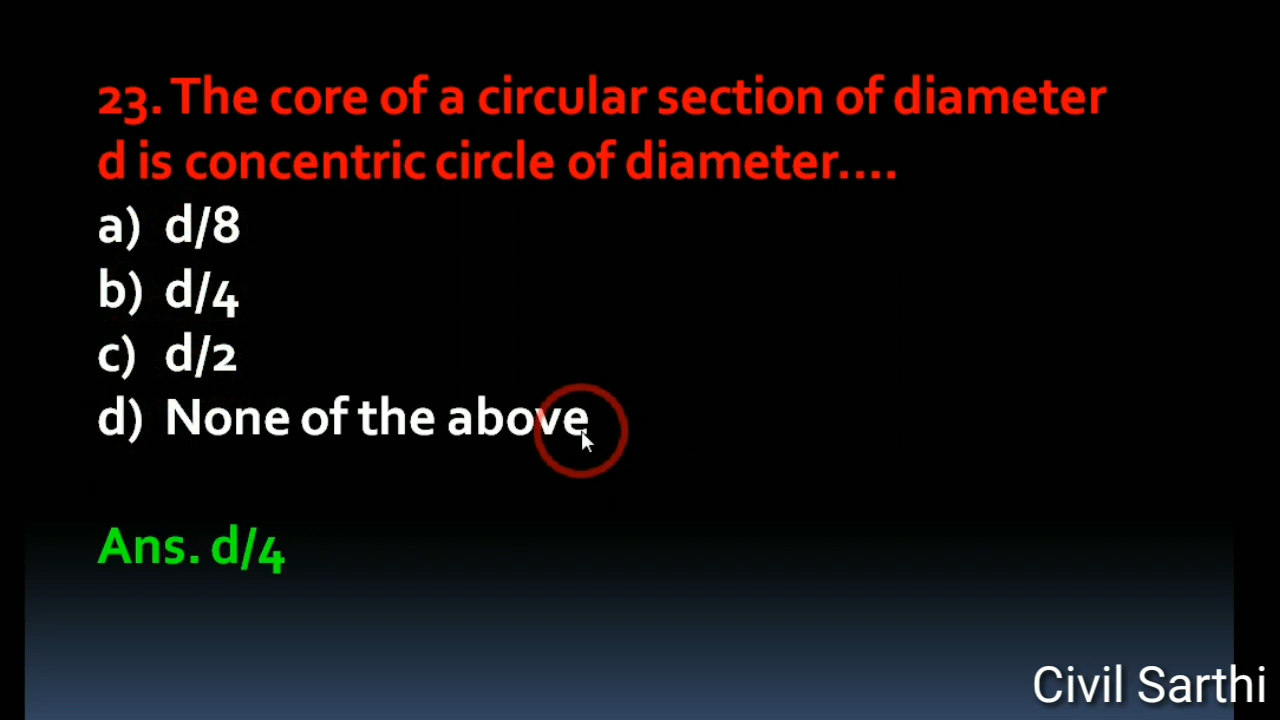 23. The core of a circular section of diameter
d is concentric circle of diameter....
a) d/8
b) d/4
c) d/2
d) None of the above
Ans. d/4
Civil Sarthi